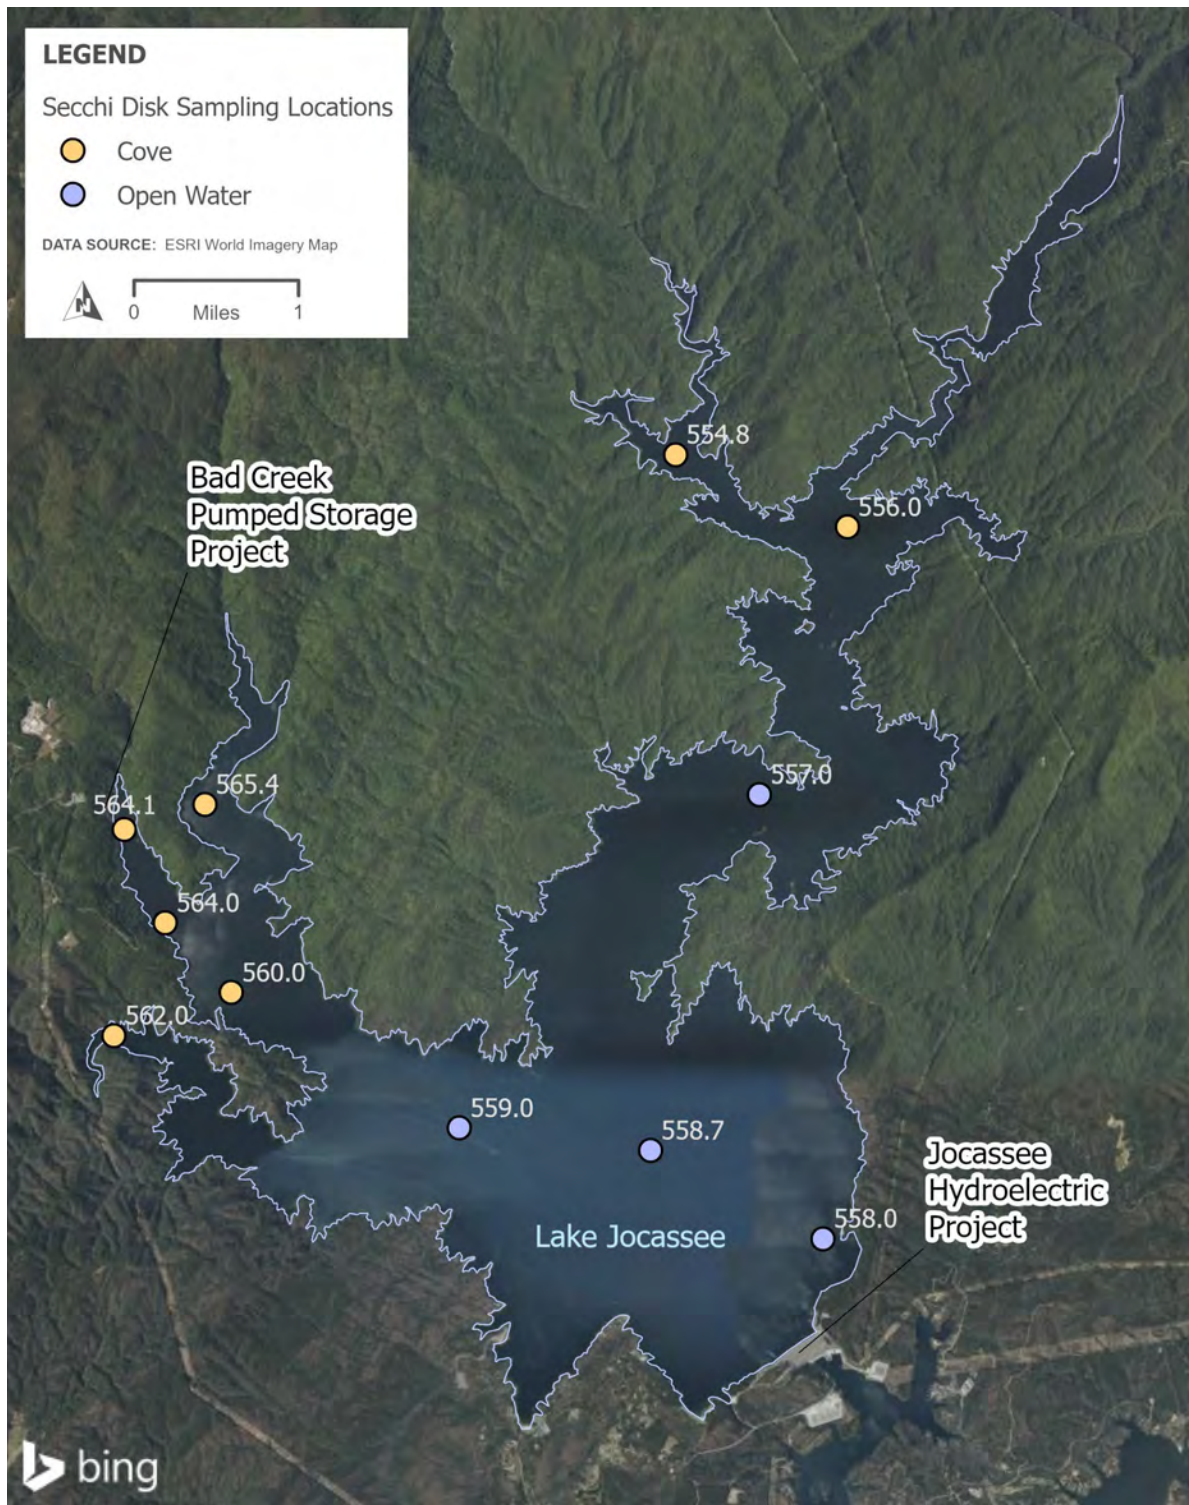 LEGEND
Secchi Disk Sampling Locations
Cove
Open Water
DATA SOURCE: ESRI World Imagery Map
N
0 Miles 1
554.8
556.0
Bad Creek
Pumped Storage
Project
557.0
565.4
564.1
564.0
560.0
562.0
559.0
558.7
Jocassee
Hydroelectric
Project
558.0
Lake Jocassee
bing